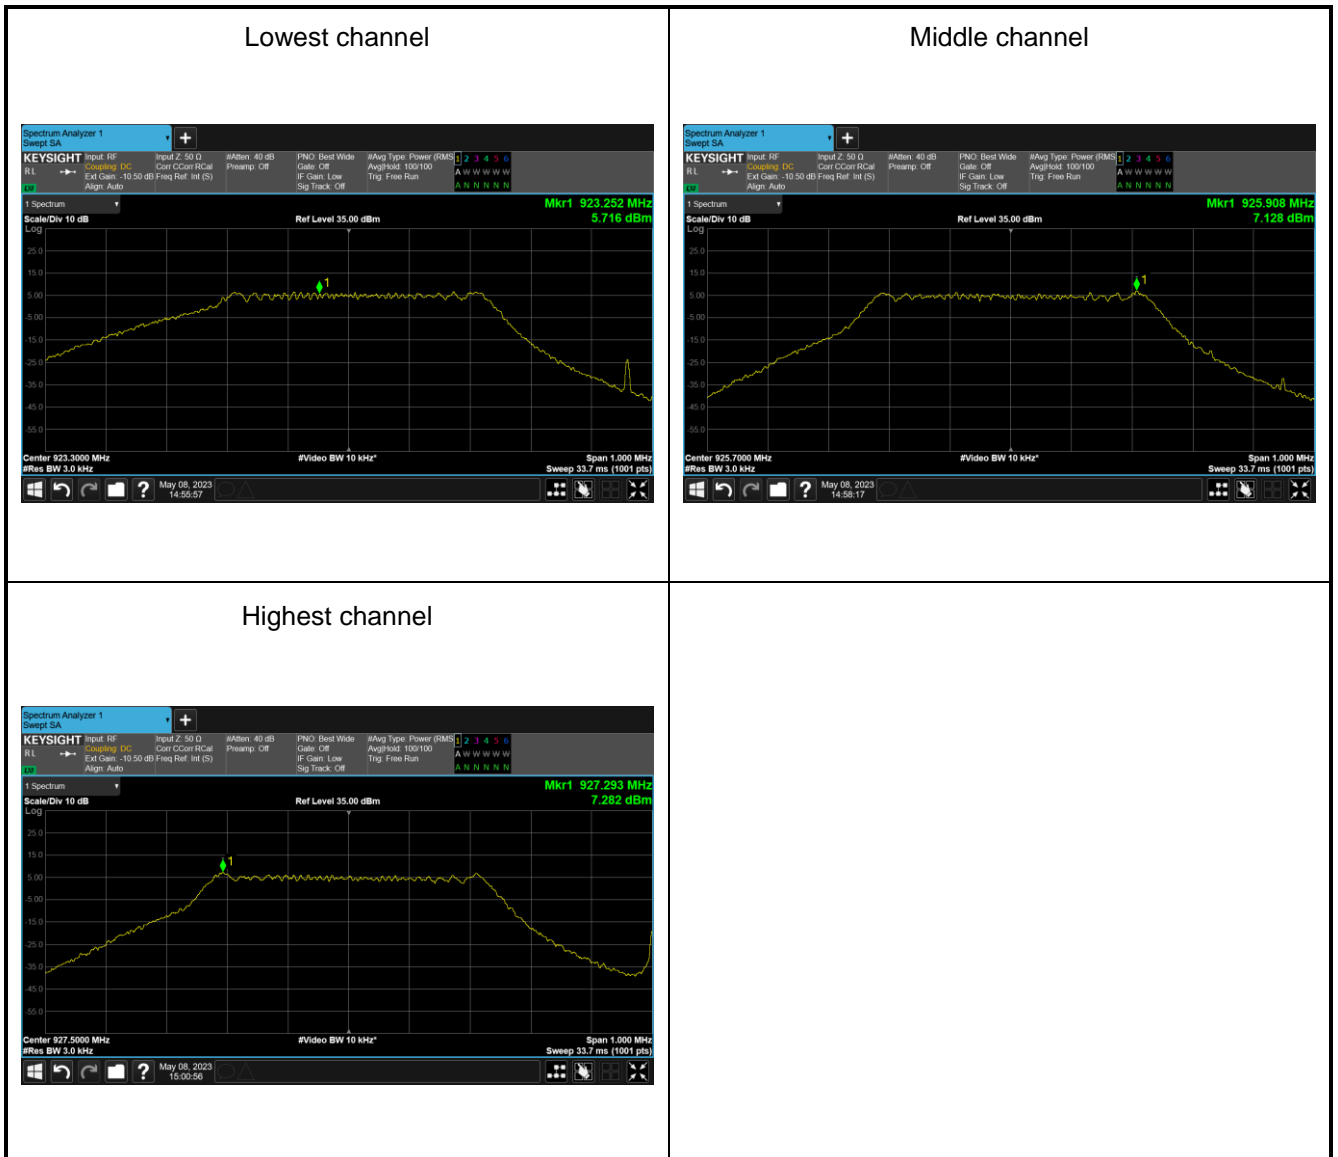 Lowest channel
Spectrum Analyzer 1
Swept SA
KEYSIGHT Input: RF Input Z: 50 Ω #Atten: 40 dB PNO: Best Wide #Avg Type: Power (RMS 1 2 3 4 5 6
RL Coupling: DC Corr CCorr RCal Preamp: Off Gate: Off Avg|Hold: 100/100 A W W W W W
Ext Gain: -10.50 dB Freq Ref: Int (S) IF Gain: Low Trig: Free Run
Align: Auto Sig Track: Off A N N N N N
1 Spectrum Mkr1 923.252 MHz
Scale/Div 10 dB Ref Level 35.00 dBm 5.716 dBm
Log
25.0
15.0
1
5.00
-5.00
-15.0
-25.0
-35.0
-45.0
-55.0
Center 923.3000 MHz #Video BW 10 kHz* Span 1.000 MHz
#Res BW 3.0 kHz Sweep 33.7 ms (1001 pts)
May 08, 2023
14:55:57
Middle channel
Spectrum Analyzer 1
Swept SA
KEYSIGHT Input: RF Input Z: 50 Ω #Atten: 40 dB PNO: Best Wide #Avg Type: Power (RMS 1 2 3 4 5 6
RL Coupling: DC Corr CCorr RCal Preamp: Off Gate: Off Avg|Hold: 100/100 A W W W W W
Ext Gain: -10.50 dB Freq Ref: Int (S) IF Gain: Low Trig: Free Run
Align: Auto Sig Track: Off A N N N N N
1 Spectrum Mkr1 925.908 MHz
Scale/Div 10 dB Ref Level 35.00 dBm 7.128 dBm
Log
25.0
15.0
1
5.00
-5.00
-15.0
-25.0
-35.0
-45.0
-55.0
Center 925.7000 MHz #Video BW 10 kHz* Span 1.000 MHz
#Res BW 3.0 kHz Sweep 33.7 ms (1001 pts)
May 08, 2023
14:58:17
Highest channel
Spectrum Analyzer 1
Swept SA
KEYSIGHT Input: RF Input Z: 50 Ω #Atten: 40 dB PNO: Best Wide #Avg Type: Power (RMS 1 2 3 4 5 6
RL Coupling: DC Corr CCorr RCal Preamp: Off Gate: Off Avg|Hold: 100/100 A W W W W W
Ext Gain: -10.50 dB Freq Ref: Int (S) IF Gain: Low Trig: Free Run
Align: Auto Sig Track: Off A N N N N N
1 Spectrum Mkr1 927.293 MHz
Scale/Div 10 dB Ref Level 35.00 dBm 7.282 dBm
Log
25.0
15.0
1
5.00
-5.00
-15.0
-25.0
-35.0
-45.0
-55.0
Center 927.5000 MHz #Video BW 10 kHz* Span 1.000 MHz
#Res BW 3.0 kHz Sweep 33.7 ms (1001 pts)
May 08, 2023
15:00:56